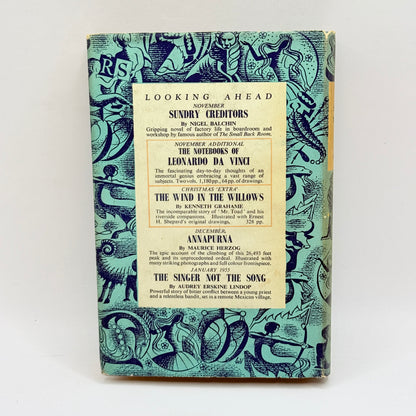 RS
LOOKING AHEAD
NOVEMBER
SUNDRY CREDITORS
By NIGEL BALCHIN
Gripping novel of factory life in boardroom and
workshop by famous author of The Small Back Room.
NOVEMBER ADDITIONAL
THE NOTEBOOKS OF
LEONARDO DA VINCI
The fascinating day-to-day thoughts of an
immortal genius embracing a vast range of
subjects. Two vols, 1,180 pp., 64 pp. of drawings.
CHRISTMAS 'EXTRA'
THE WIND IN THE WILLOWS
By KENNETH GRAHAME
The incomparable story of 'Mr. Toad' and his
riverside companions. Illustrated with Ernest
H. Shepard's original drawings, 328 pp.
DECEMBER
ANNAPURNA
By MAURICE HERZOG
The epic account of the climbing of this 26,493 feet
peak and its unprecedented ordeal. Illustrated with
many striking photographs and full colour frontispiece.
JANUARY 1955
THE SINGER NOT THE SONG
By AUDREY ERSKINE LINDOP
Powerful story of bitter conflict between a young priest
and a relentless bandit, set in a remote Mexican village.